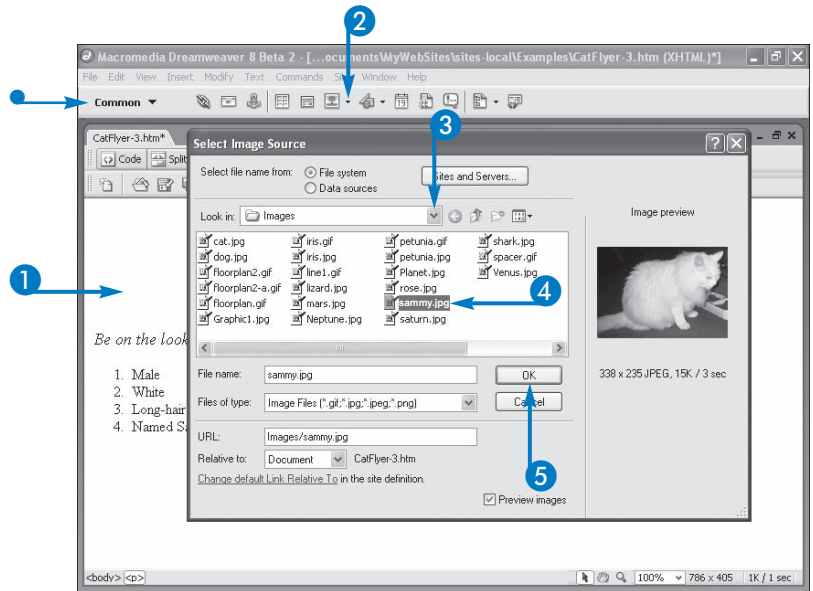 2
Macromedia Dreamweaver 8 Beta 2 - [...ocuments\MyWebSites\sites-local\Examples\CatFlyer-3.htm (XHTML)*]
File Edit View Insert Modify Text Commands Site Window Help
Common
3
CatFlyer-3.htm*
Select Image Source
Code Split
Select file name from: File system
Data sources
Sites and Servers...
Look in: Images
Image preview
cat.jpg iris.gif petunia.gif shark.jpg
dog.jpg iris.jpg petunia.jpg spacer.gif
floorplan2.gif line1.gif Planet.jpg Venus.jpg
1
floorplan2-a.gif lizard.jpg rose.jpg
4
floorplan.gif mars.jpg sammy.jpg
Graphic1.jpg Neptune.jpg saturn.jpg
Be on the look
1. Male
2. White
3. Long-hair
4. Named Sa
File name: sammy.jpg OK
338 x 235 JPEG, 15K / 3 sec
Files of type: Image Files (*.gif;*.jpg;*.jpeg;*.png) Cancel
URL: Images/sammy.jpg
Relative to: Document CatFlyer-3.htm
5
Change default Link Relative To in the site definition.
Preview images
<body> <p> 100% 786 x 405 1K / 1 sec